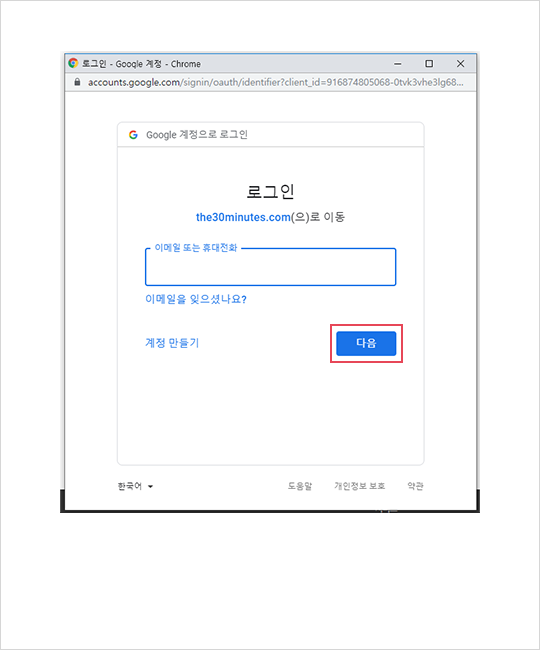 로그인 - Google 계정 - Chrome
accounts.google.com/signin/oauth/identifier?client_id=916874805068-0tvk3vhe3lg68...
Google 계정으로 로그인
로그인
the30minutes.com(으)로 이동
이메일 또는 휴대전화
이메일을 잊으셨나요?
계정 만들기
다음
한국어
도움말
개인정보 보호
약관